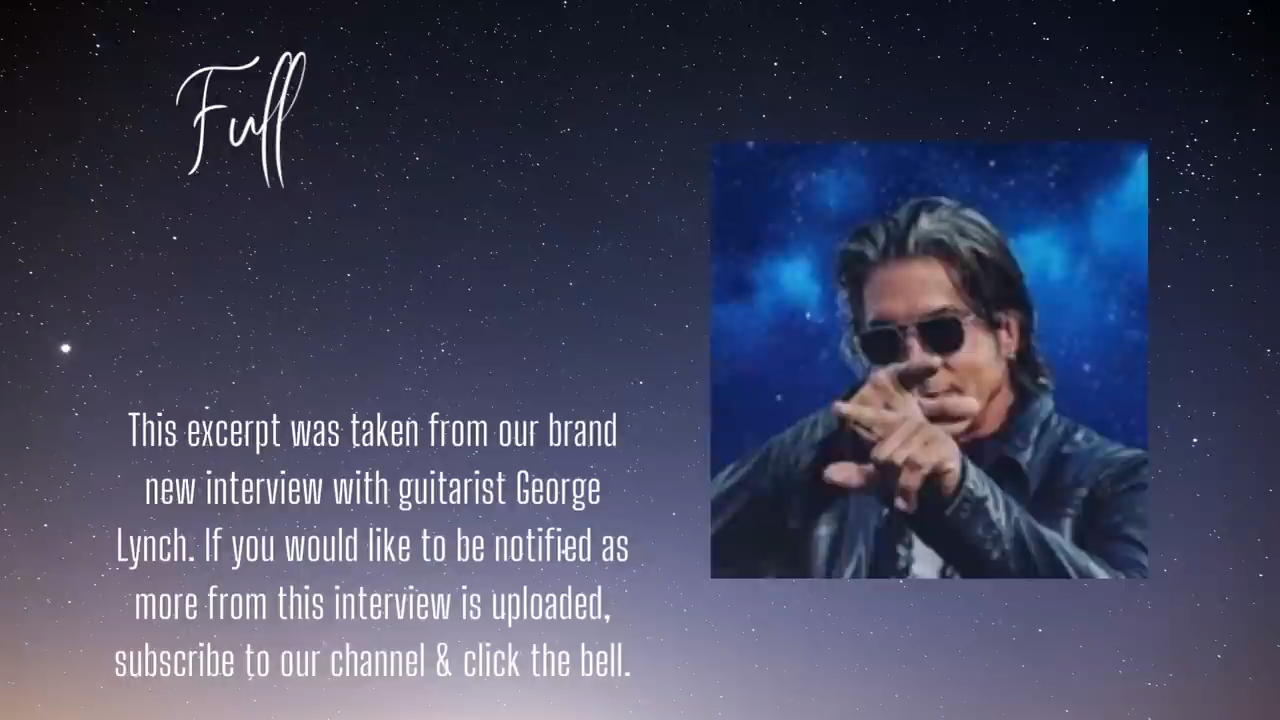 Full
This excerpt was taken from our brand
new interview with guitarist George
Lynch. If you would like to be notified as
more from this interview is uploaded,
subscribe to our channel & click the bell.